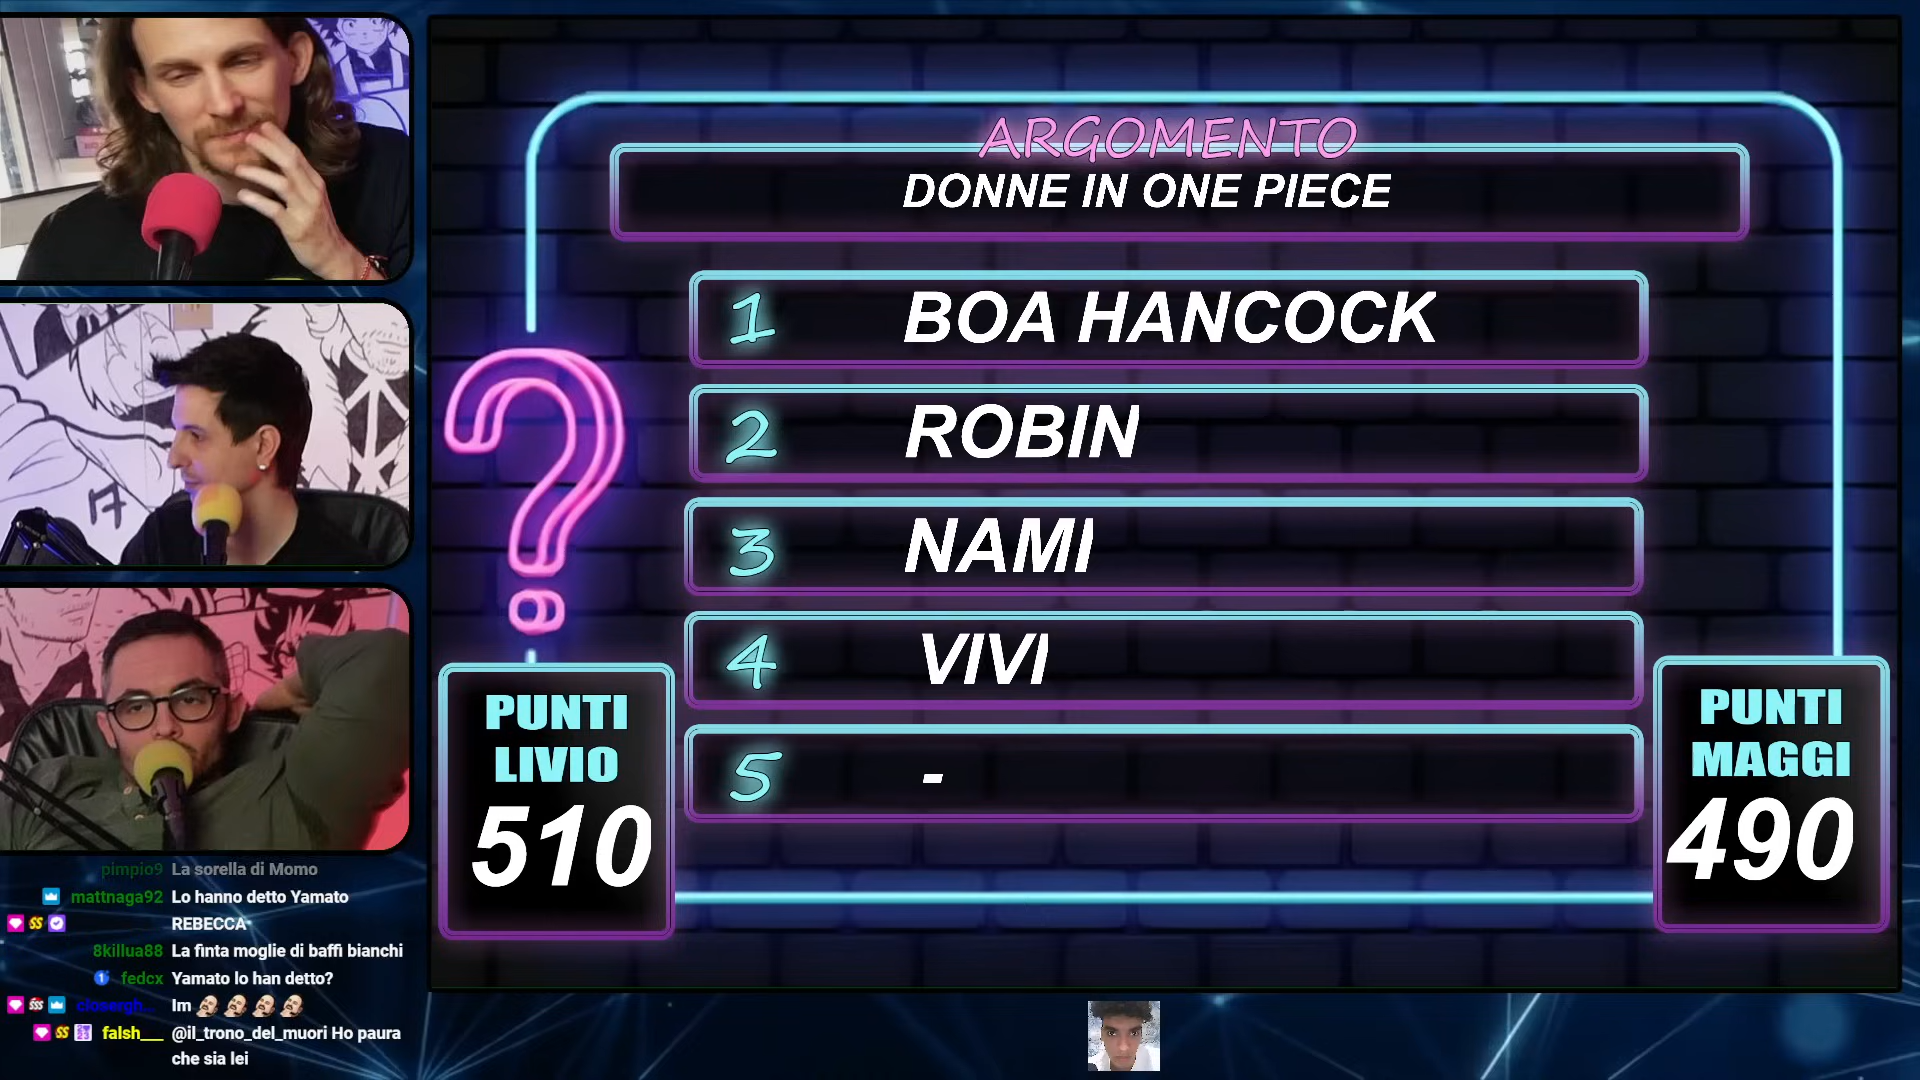 ARGOMENTO
DONNE IN ONE PIECE
1 BOA HANCOCK
2 ROBIN
3 NAMI
4 VIVI
5 -
PUNTI
LIVIO
510
PUNTI
MAGGI
490
pimpio9 La sorella di Momo
mattnaga92 Lo hanno detto Yamato
REBECCA
8killua88 La finta moglie di baffi bianchi
fedcx Yamato lo han detto?
Im
falsh___ @il_trono_del_muori Ho paura
che sia lei